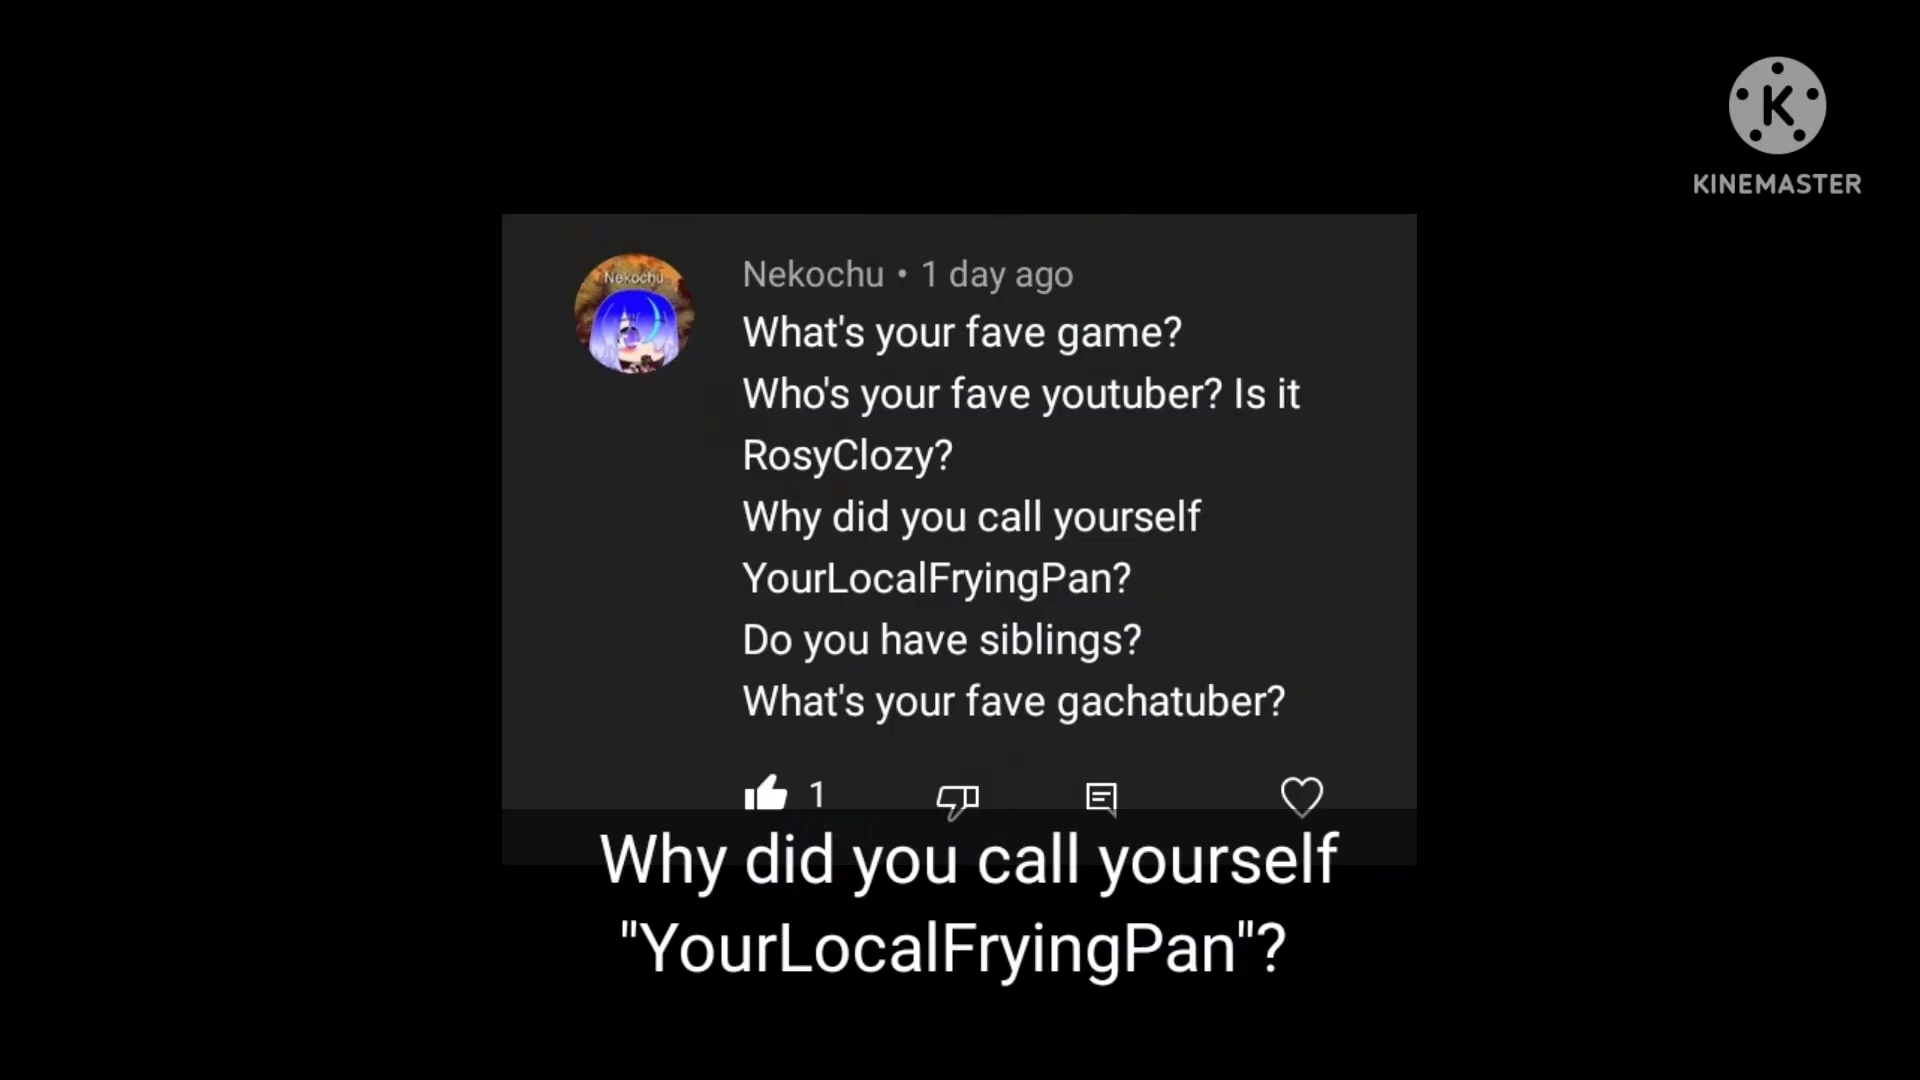 K
KINEMASTER
Nekochu
Nekochu • 1 day ago
What's your fave game?
Who's your fave youtuber? Is it
RosyClozy?
Why did you call yourself
YourLocalFryingPan?
Do you have siblings?
What's your fave gachatuber?
1
Why did you call yourself
"YourLocalFryingPan"?